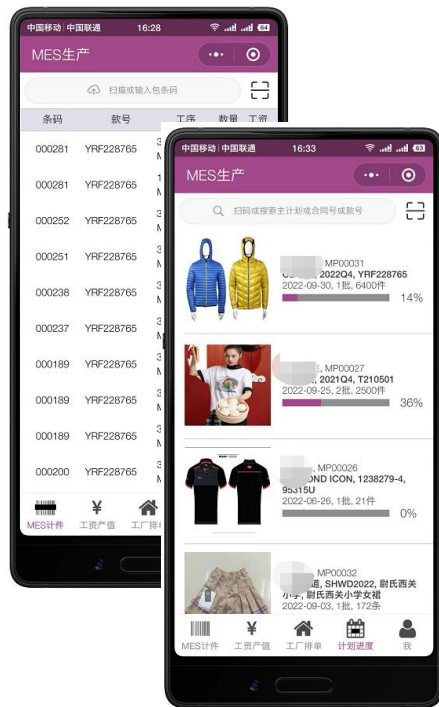 中国移动 | 中国联通
16:28
64
MES生产
扫描或输入包条码
条码 款号 工序 数量 工资
000281 YRF228765
000281 YRF228765
000252 YRF228765
000251 YRF228765
000238 YRF228765
000237 YRF228765
000189 YRF228765
000189 YRF228765
000189 YRF228765
000200 YRF228765
MES计件 工资产值 工厂排单
中国移动 | 中国联通
16:33
63
MES生产
扫码或搜索主计划或合同号或款号
MP00031
2022Q4, YRF228765
2022-09-30, 1批, 6400件
14%
MP00027
2021Q4, T210501
2022-09-25, 2批, 2500件
36%
, MP00026
OND ICON, 1238279-4,
95315U
2022-06-26, 1批, 21件
0%
MP00032
道, SHWD2022, 尉氏西关
小学, 尉氏西关小学女裙
2022-09-03, 1批, 172条
MES计件 工资产值 工厂排单 计划进度 我